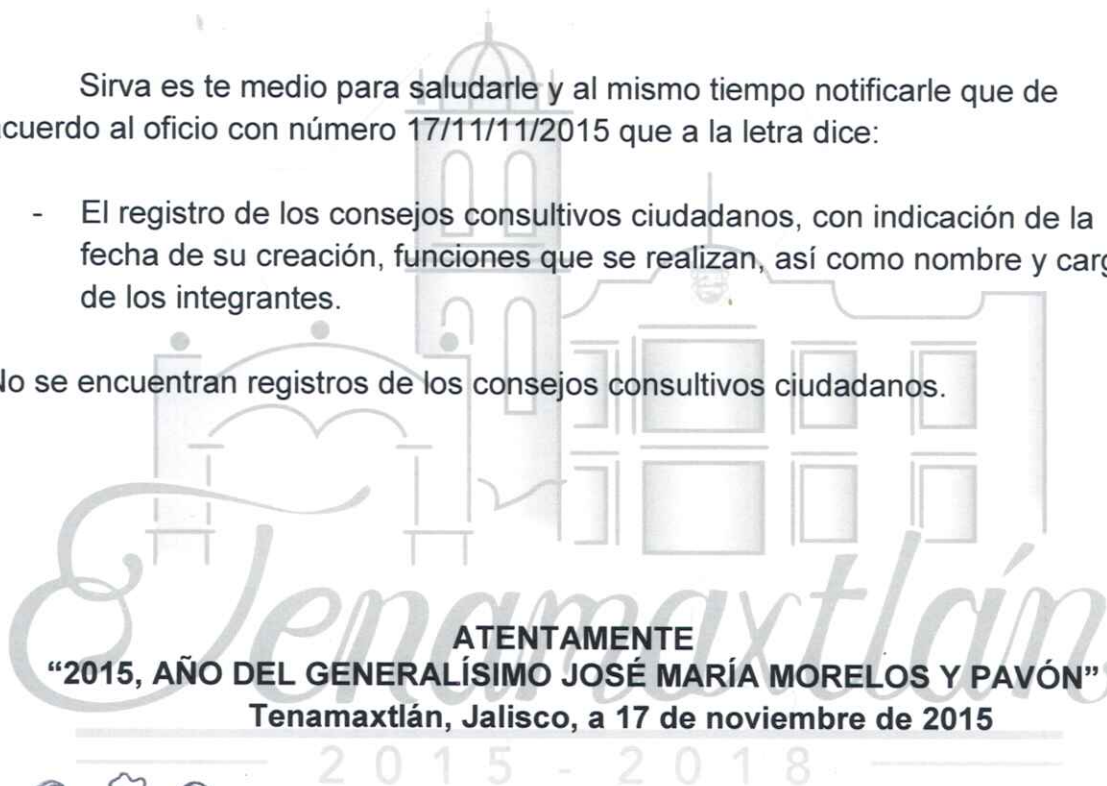 Sirva es te medio para saludarle y al mismo tiempo notificarle que de
cuerdo al oficio con número 17/11/11/2015 que a la letra dice:
- El registro de los consejos consultivos ciudadanos, con indicación de la
fecha de su creación, funciones que se realizan, así como nombre y carg
de los integrantes.
No se encuentran registros de los consejos consultivos ciudadanos.
Tenamaxtlán
ATENTAMENTE
“2015, AÑO DEL GENERALÍSIMO JOSÉ MARÍA MORELOS Y PAVÓN”
Tenamaxtlán, Jalisco, a 17 de noviembre de 2015
2015 - 2018